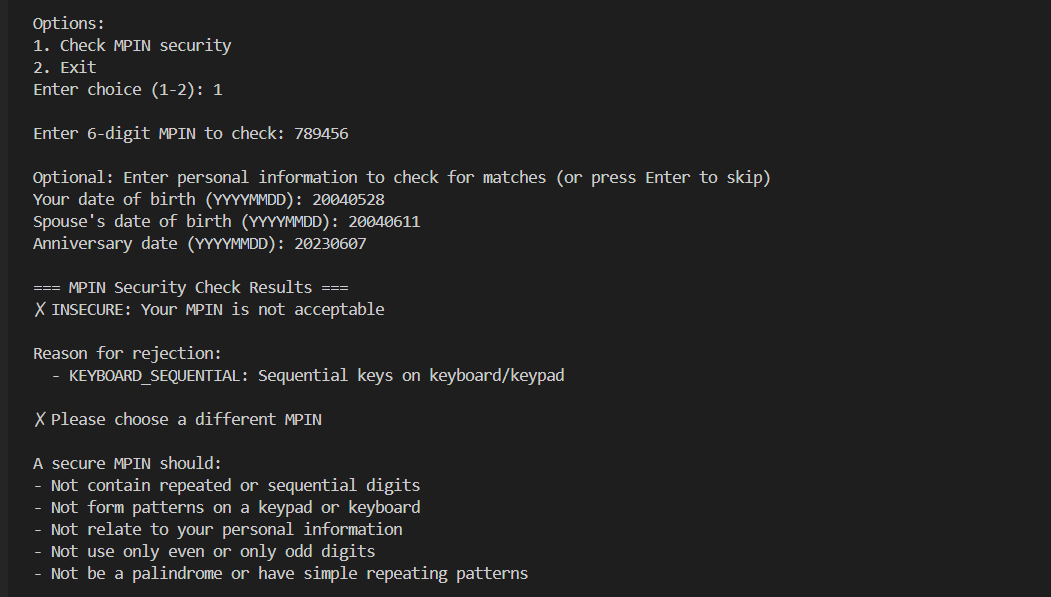 Options:
1. Check MPIN security
2. Exit
Enter choice (1-2): 1
Enter 6-digit MPIN to check: 789456
Optional: Enter personal information to check for matches (or press Enter to skip)
Your date of birth (YYYYMMDD): 20040528
Spouse's date of birth (YYYYMMDD): 20040611
Anniversary date (YYYYMMDD): 20230607
=== MPIN Security Check Results ===
✗ INSECURE: Your MPIN is not acceptable
Reason for rejection:
- KEYBOARD_SEQUENTIAL: Sequential keys on keyboard/keypad
✗ Please choose a different MPIN
A secure MPIN should:
- Not contain repeated or sequential digits
- Not form patterns on a keypad or keyboard
- Not relate to your personal information
- Not use only even or only odd digits
- Not be a palindrome or have simple repeating patterns